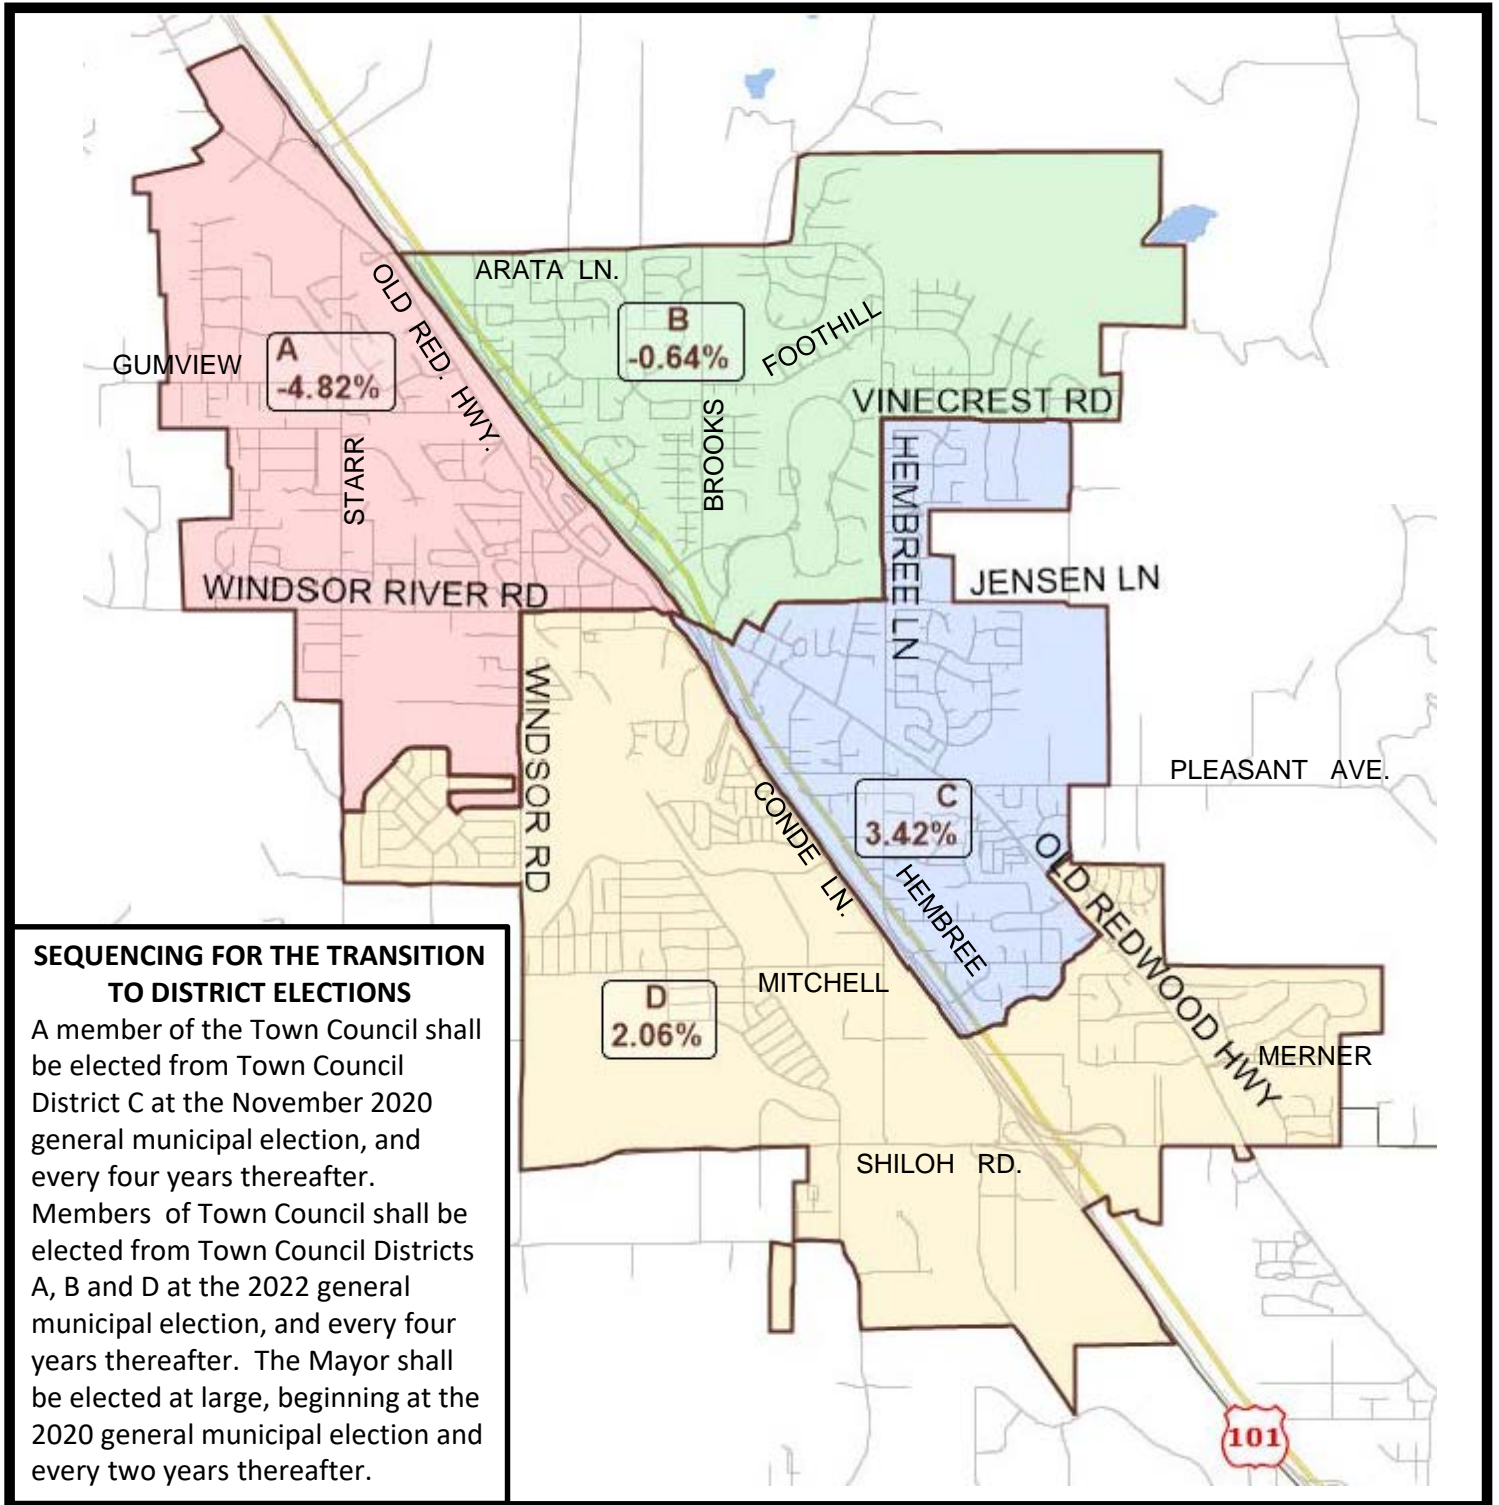 ARATA LN.
OLD RED. HWY.
B
-0.64%
FOOTHILL
GUMVIEW
A
-4.82%
VINECREST RD
BROOKS
STARR
HEMBREE LN
WINDSOR RIVER RD
JENSEN LN
WINDSOR RD
PLEASANT AVE.
CONDE LN.
C
3.42%
OLD REDWOOD HWY
HEMBREE
MITCHELL
D
2.06%
MERNER
SHILOH RD.
101
SEQUENCING FOR THE TRANSITION
TO DISTRICT ELECTIONS
A member of the Town Council shall
be elected from Town Council
District C at the November 2020
general municipal election, and
every four years thereafter.
Members of Town Council shall be
elected from Town Council Districts
A, B and D at the 2022 general
municipal election, and every four
years thereafter. The Mayor shall
be elected at large, beginning at the
2020 general municipal election and
every two years thereafter.